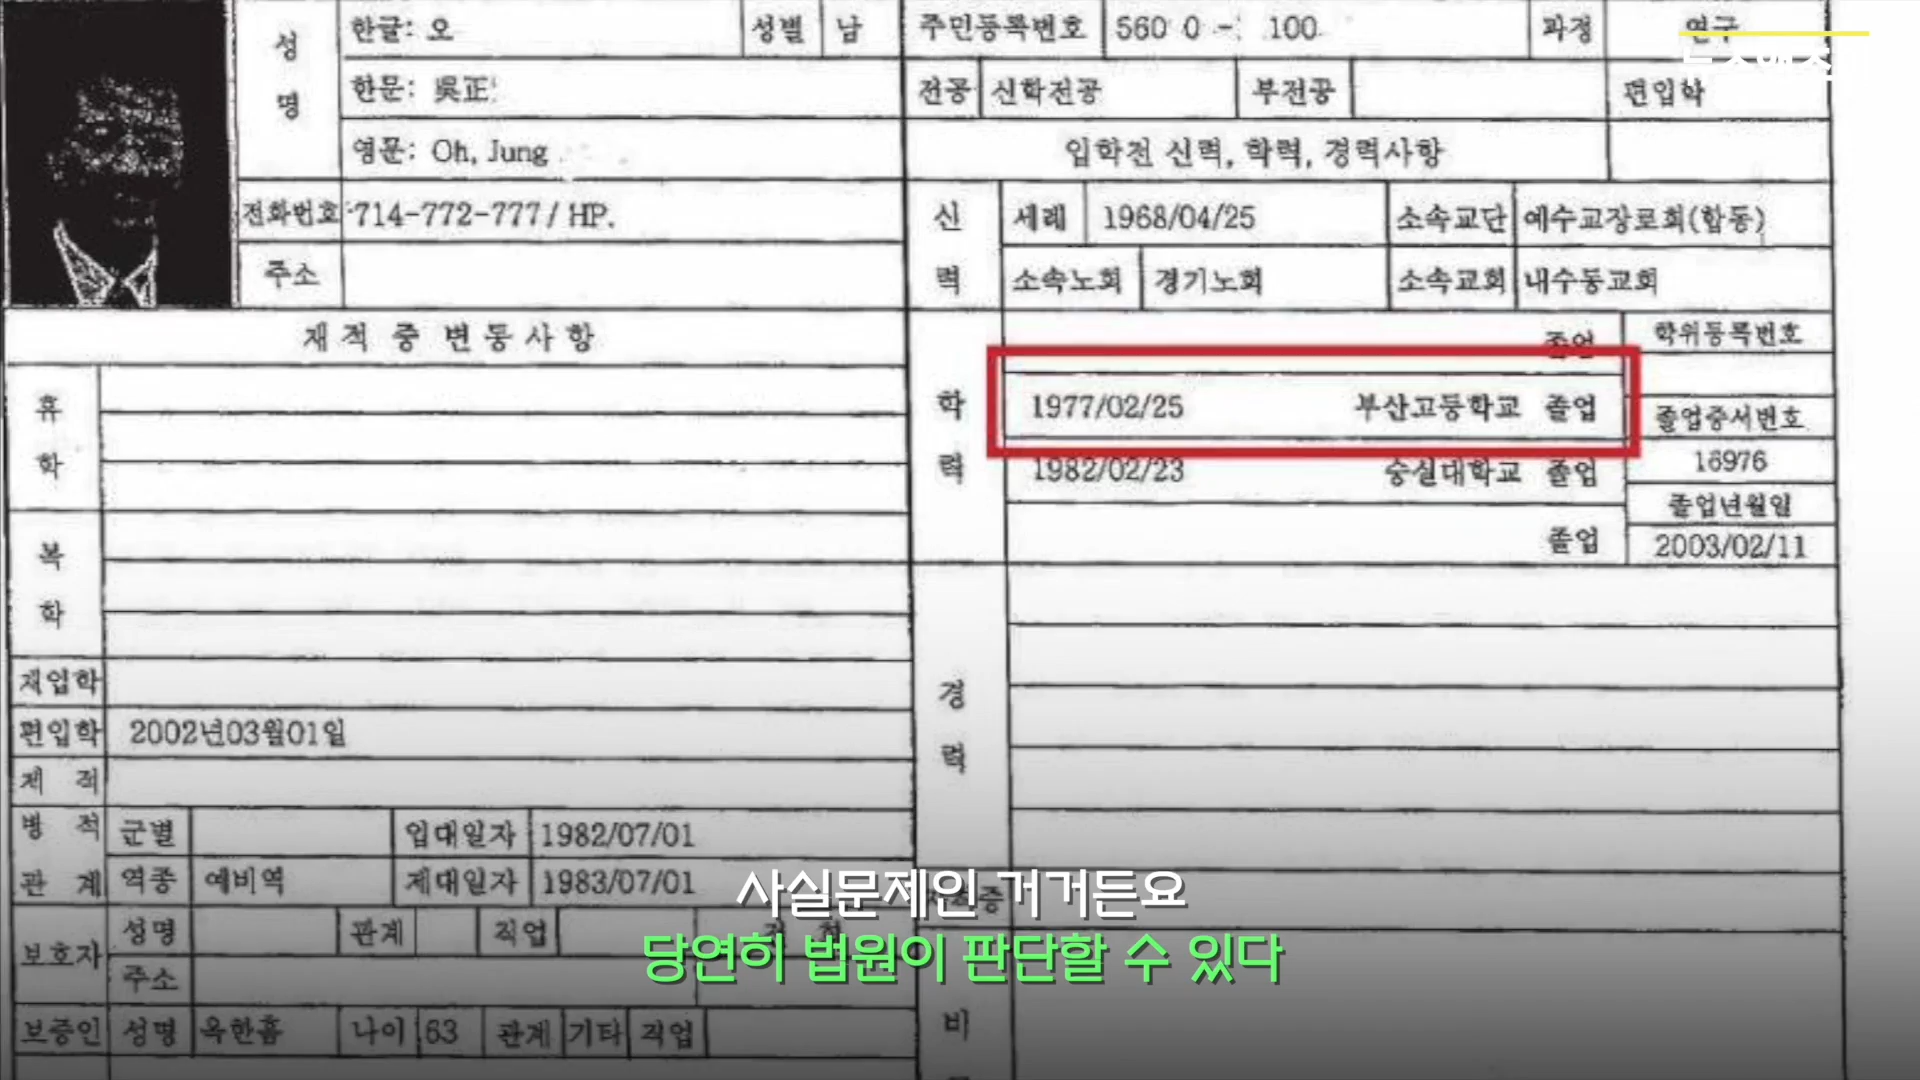 성명
한글: 오
성별 남
한문: 吳正
영문: Oh, Jung
전화번호 -714-772-777/ HP.
주소
주민등록번호 560 0 - 100
과정 연구
전공 신학전공 부전공 편입학
입학전 신력, 학력, 경력사항
신력
세례 1968/04/25 소속교단 예수교장로회(합동)
소속노회 경기노회 소속교회 내수동교회
학력
졸업
1977/02/25 부산고등학교 졸업
1982/02/23 숭실대학교 졸업
졸업
학위등록번호
졸업증서번호
16976
졸업년월일
2003/02/11
경력
재적 중 변동사항
휴학
복학
재입학
편입학 2002년03월01일
제적
병적관계
군별 입대일자 1982/07/01
역종 예비역 제대일자 1983/07/01
보호자
성명 관계 직업
주소
보증인 성명 옥한흠 나이 63 관계 기타 직업
비
사실문제인 거거든요
당연히 법원이 판단할 수 있다